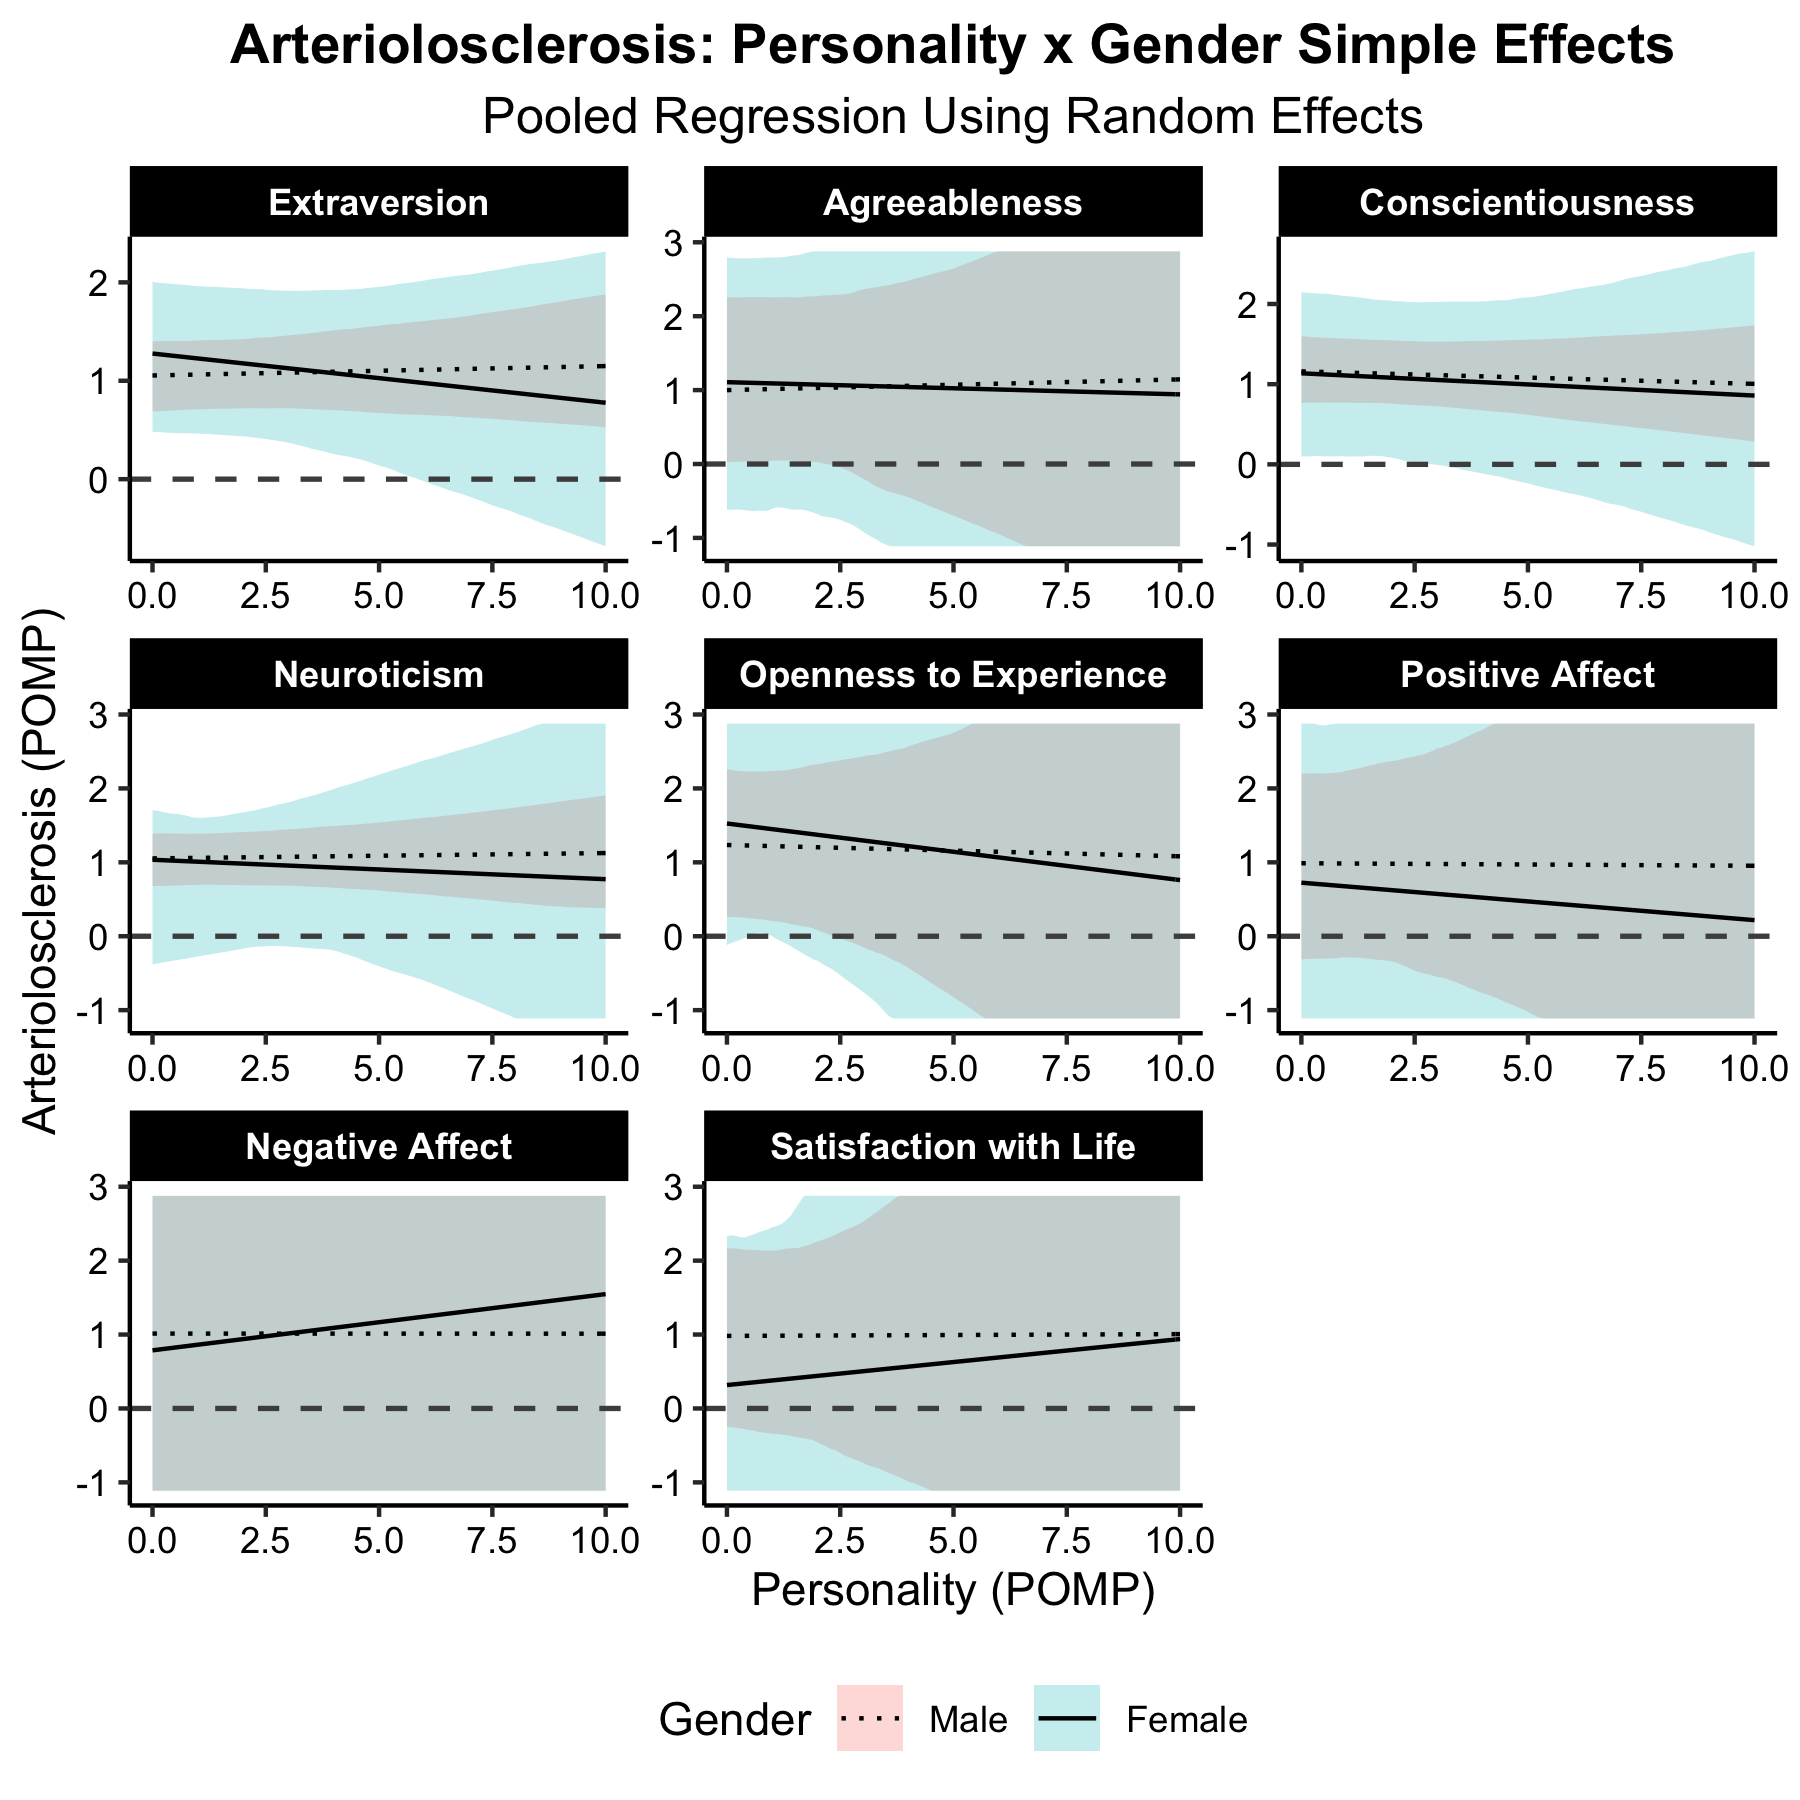 Arteriolosclerosis: Personality x Gender Simple Effects
Pooled Regression Using Random Effects
Extraversion
Agreeableness
Conscientiousness
2
1
0
3
2
1
0
-1
2
1
0
-1
0.0 2.5 5.0 7.5 10.0
0.0 2.5 5.0 7.5 10.0
0.0 2.5 5.0 7.5 10.0
Arteriolosclerosis (POMP)
Neuroticism
Openness to Experience
Positive Affect
3
2
1
0
-1
3
2
1
0
-1
3
2
1
0
-1
0.0 2.5 5.0 7.5 10.0
0.0 2.5 5.0 7.5 10.0
0.0 2.5 5.0 7.5 10.0
Negative Affect
Satisfaction with Life
3
2
1
0
-1
3
2
1
0
-1
0.0 2.5 5.0 7.5 10.0
0.0 2.5 5.0 7.5 10.0
Personality (POMP)
Gender Male Female